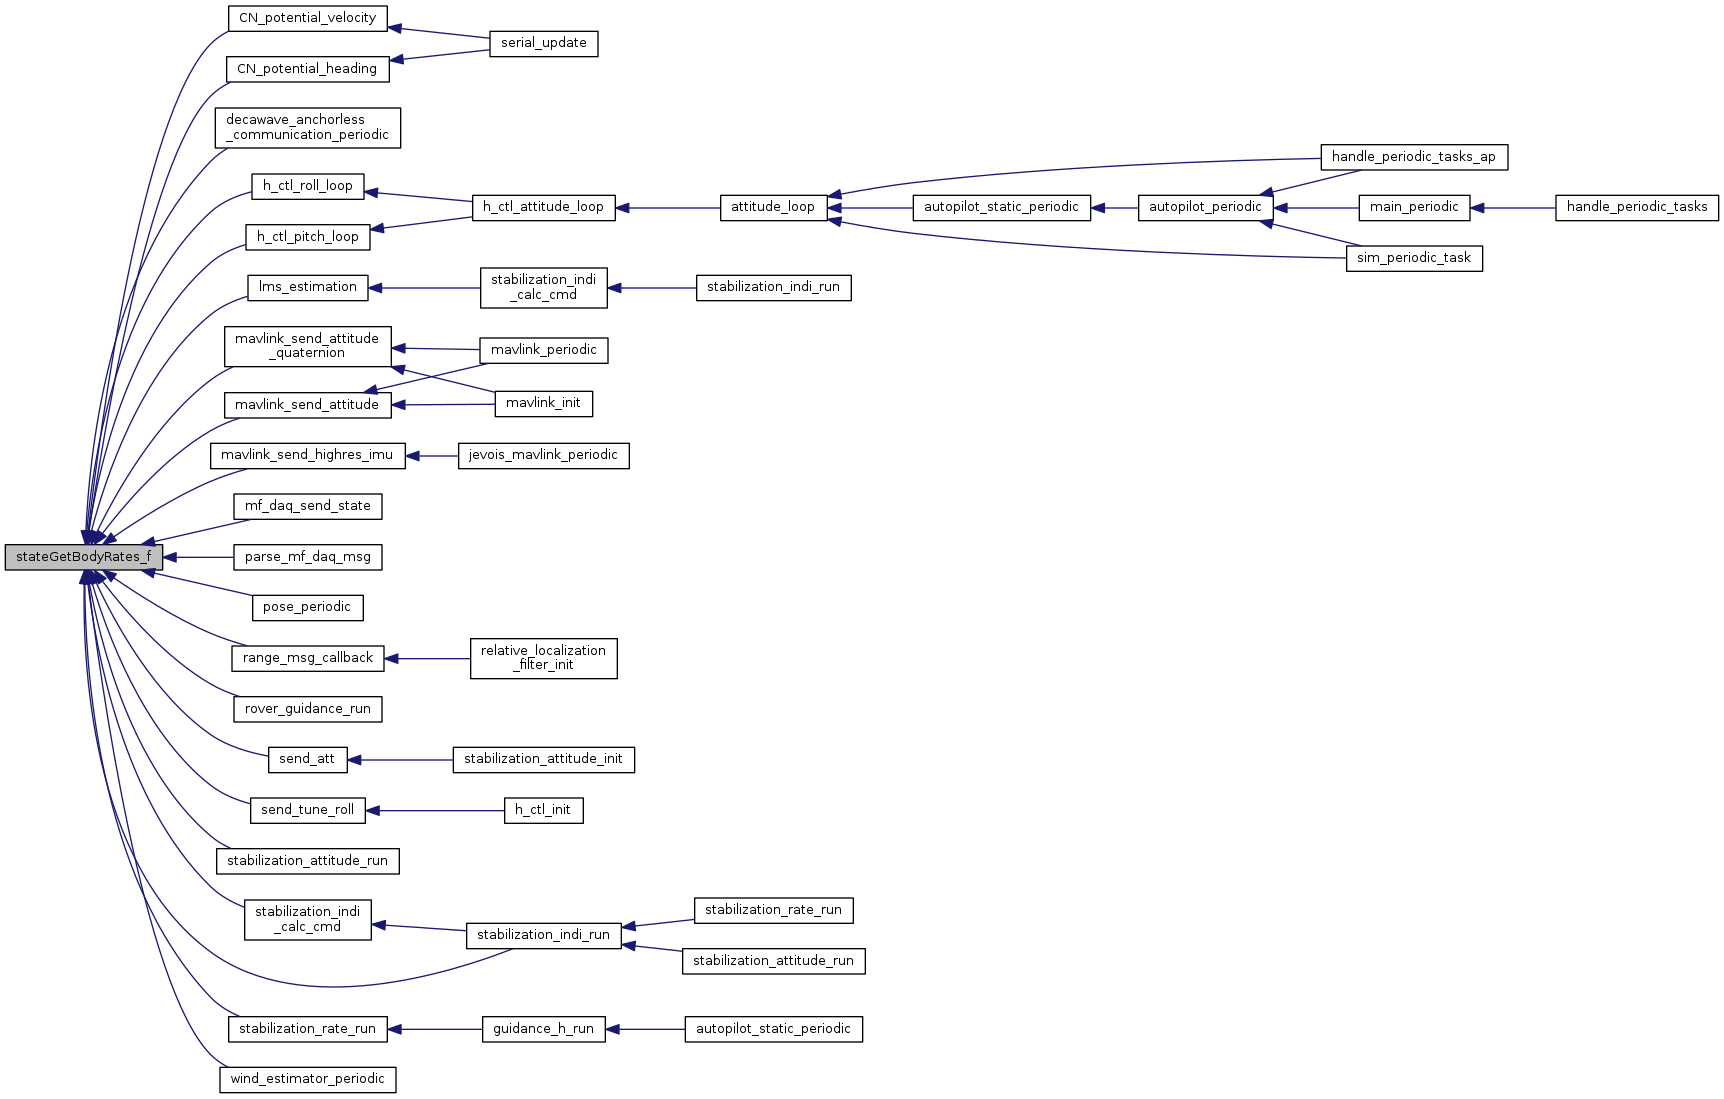 CN_potential_velocity
serial_update
CN_potential_heading
decawave_anchorless
_communication_periodic
handle_periodic_tasks_ap
h_ctl_roll_loop
h_ctl_attitude_loop
attitude_loop
autopilot_static_periodic
autopilot_periodic
main_periodic
handle_periodic_tasks
h_ctl_pitch_loop
sim_periodic_task
lms_estimation
stabilization_indi
_calc_cmd
stabilization_indi_run
mavlink_send_attitude
_quaternion
mavlink_periodic
mavlink_send_attitude
mavlink_init
mavlink_send_highres_imu
jevois_mavlink_periodic
mf_daq_send_state
stateGetBodyRates_f
parse_mf_daq_msg
pose_periodic
range_msg_callback
relative_localization
_filter_init
rover_guidance_run
send_att
stabilization_attitude_init
send_tune_roll
h_ctl_init
stabilization_attitude_run
stabilization_indi
_calc_cmd
stabilization_indi_run
stabilization_rate_run
stabilization_attitude_run
stabilization_rate_run
guidance_h_run
autopilot_static_periodic
wind_estimator_periodic